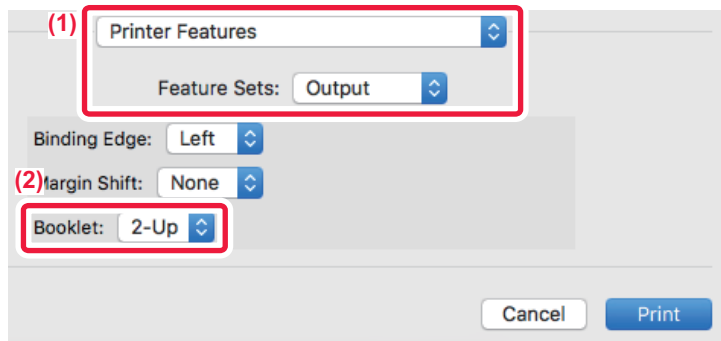 (1)
Printer Features
Feature Sets: Output
Binding Edge: Left
(2)
Margin Shift: None
Booklet: 2-Up
Cancel Print